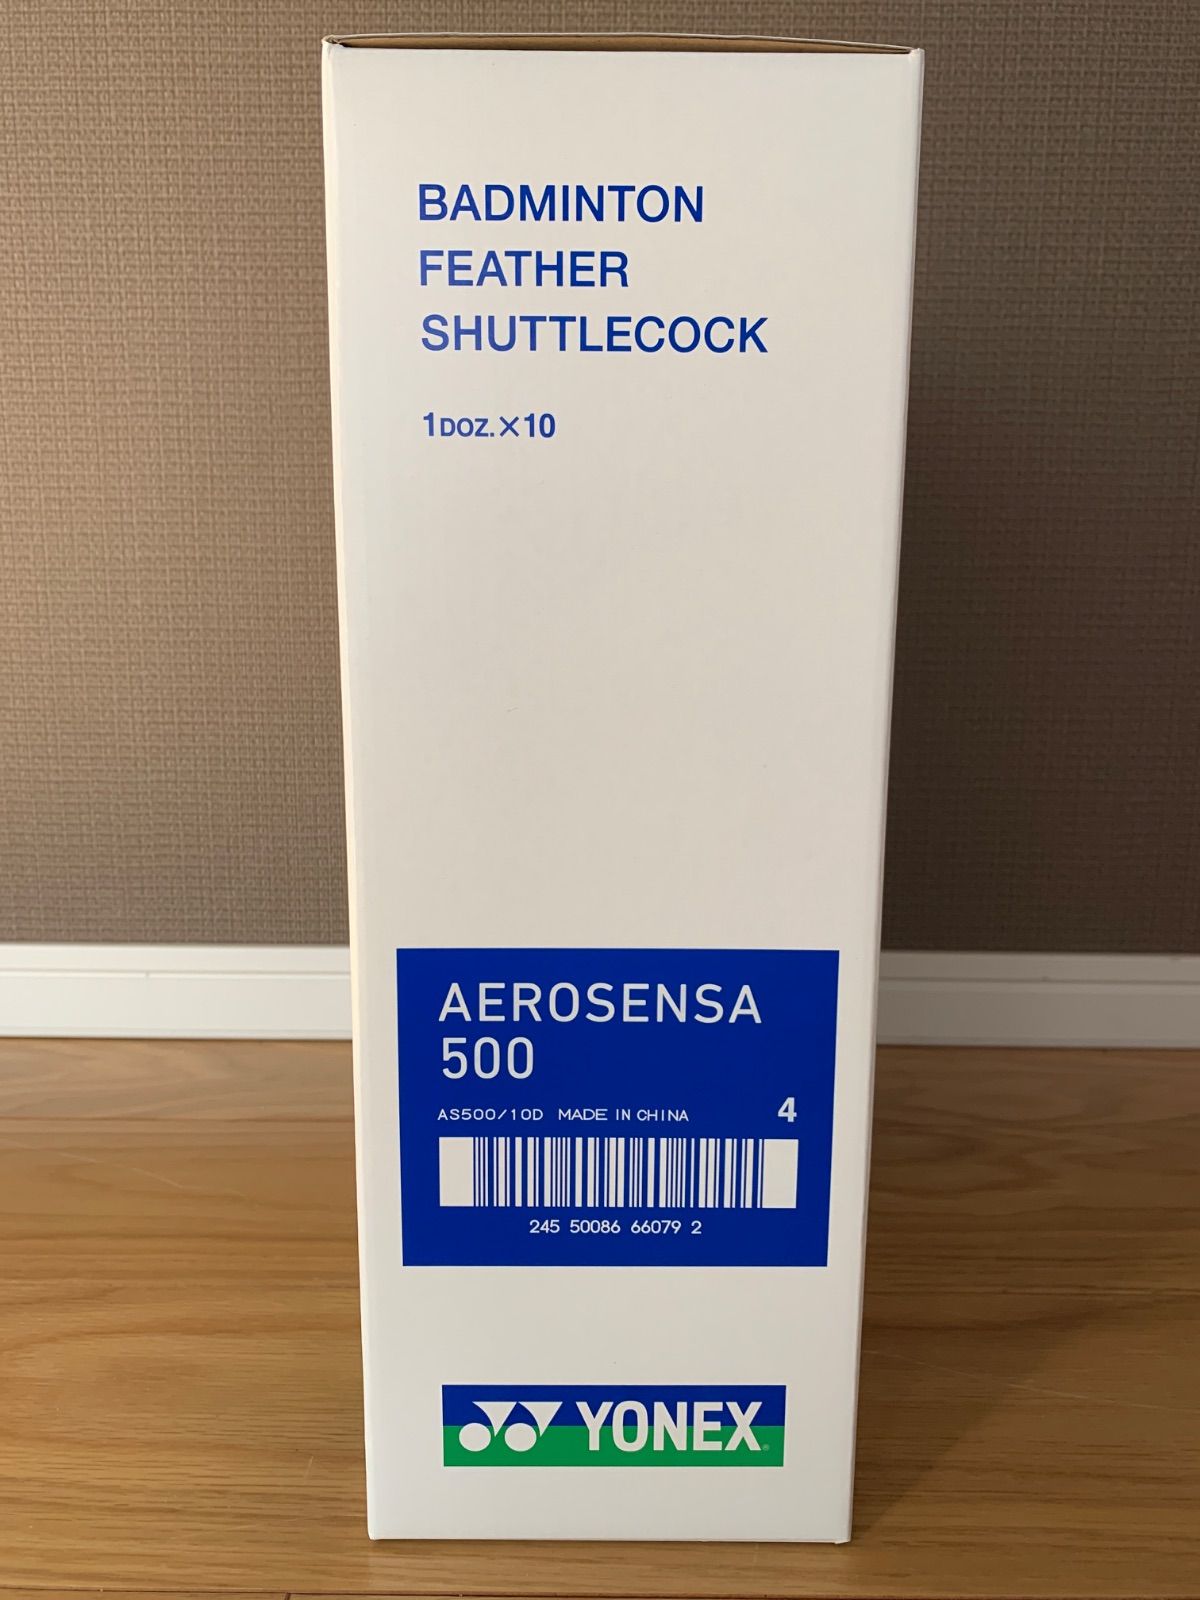 BADMINTON
FEATHER
SHUTTLECOCK
1DOZ.×10
AEROSENSA
500
AS500/10D MADE IN CHINA 4
245 50086 66079 2
YONEX®